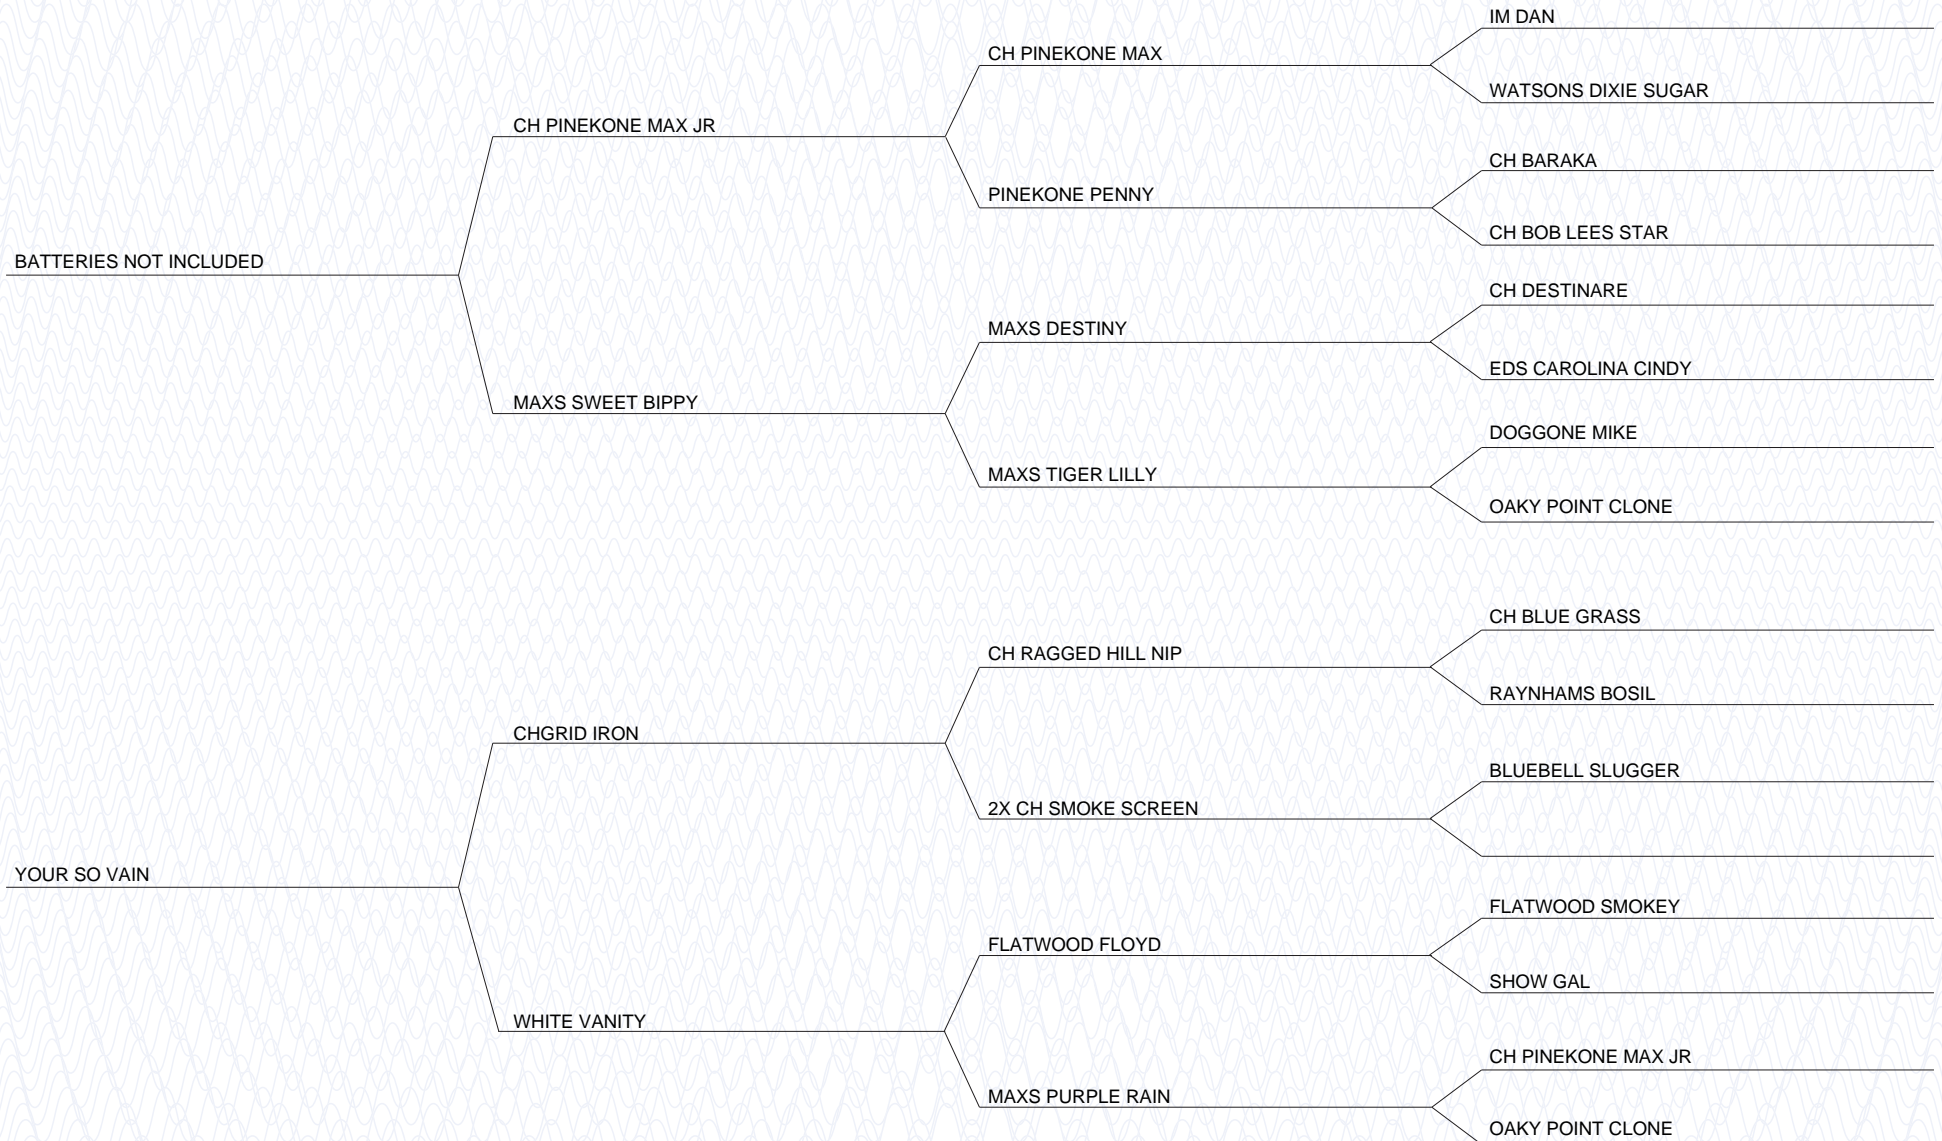 IM DAN
CH PINEKONE MAX
WATSONS DIXIE SUGAR
CH PINEKONE MAX JR
CH BARAKA
PINEKONE PENNY
CH BOB LEES STAR
BATTERIES NOT INCLUDED
CH DESTINARE
MAXS DESTINY
EDS CAROLINA CINDY
MAXS SWEET BIPPY
DOGGONE MIKE
MAXS TIGER LILLY
OAKY POINT CLONE
CH BLUE GRASS
CH RAGGED HILL NIP
RAYNHAMS BOSIL
CHGRID IRON
BLUEBELL SLUGGER
2X CH SMOKE SCREEN
YOUR SO VAIN
FLATWOOD SMOKEY
FLATWOOD FLOYD
SHOW GAL
WHITE VANITY
CH PINEKONE MAX JR
MAXS PURPLE RAIN
OAKY POINT CLONE